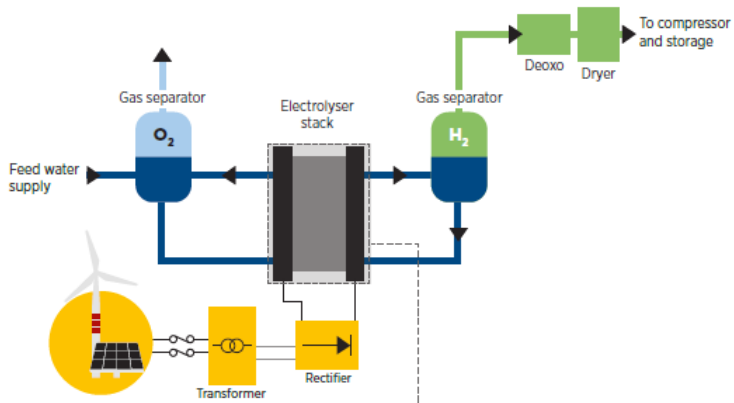 To compressor
and storage
Deoxo
Dryer
Gas separator
Electrolyser
stack
Gas separator
O₂
H₂
Feed water
supply
Transformer
Rectifier